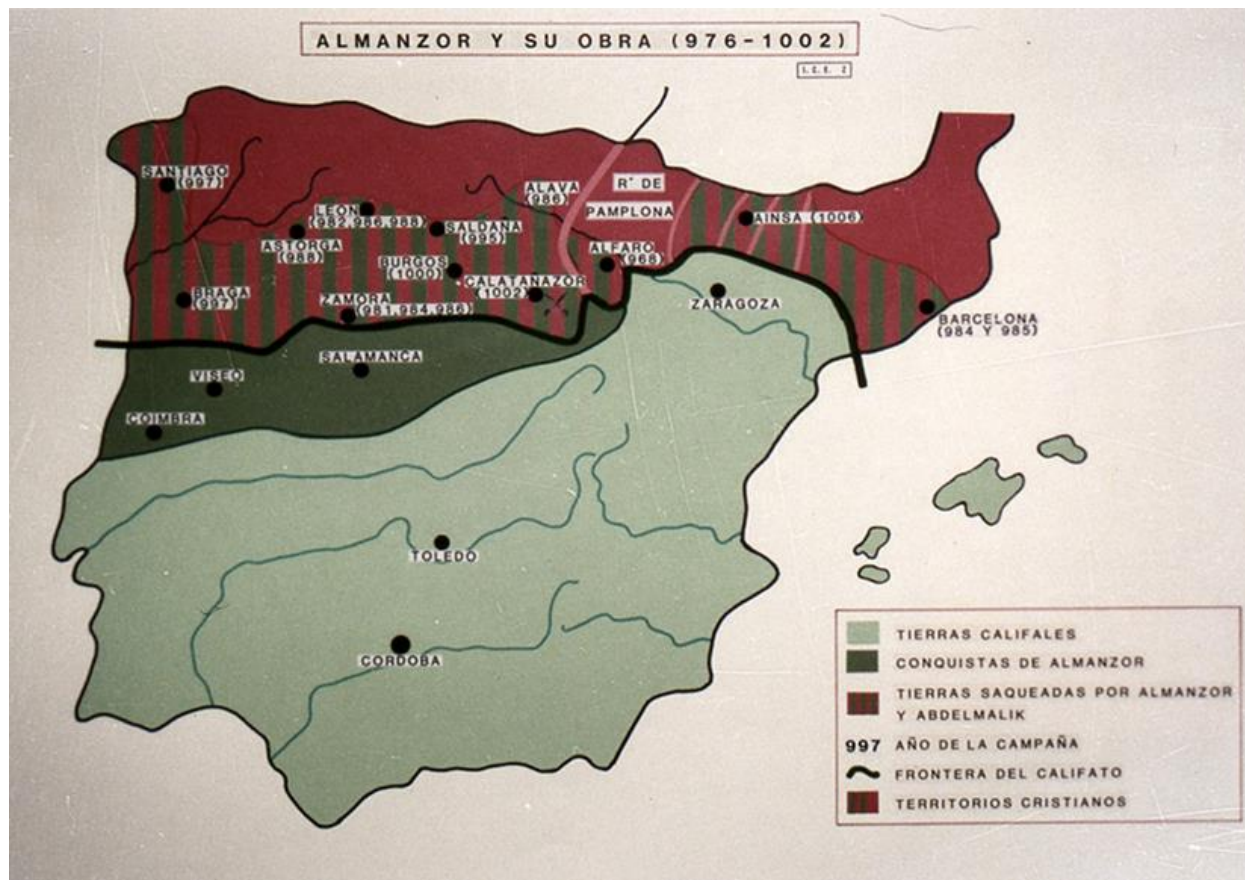 ALMANZOR Y SU OBRA (976-1002)
I.C.E. Z
SANTIAGO
(997)
LEON
(982.986.988)
ASTORGA
(988)
SALDANA
(995)
ALAVA
(986)
Rº DE
PAMPLONA
AINSA (1006)
BURGOS
(1000)
CALATANAZOR
(1002)
ALFARO
(968)
BRAGA
(997)
ZAMORA
(981.984.986)
ZARAGOZA
BARCELONA
(984 Y 985)
SALAMANCA
VISEO
COIMBRA
TOLEDO
CORDOBA
TIERRAS CALIFALES
CONQUISTAS DE ALMANZOR
TIERRAS SAQUEADAS POR ALMANZOR
Y ABDELMALIK
997 AÑO DE LA CAMPAÑA
FRONTERA DEL CALIFATO
TERRITORIOS CRISTIANOS